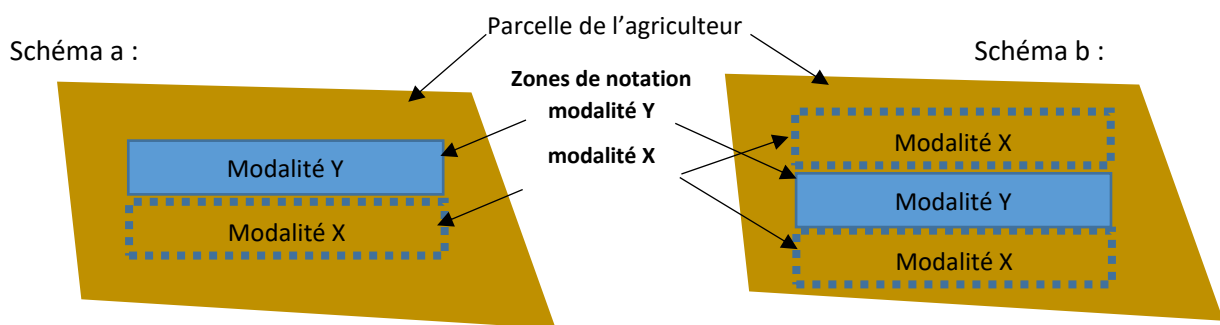 Parcelle de l’agriculteur
Schéma a :
Schéma b :
Zones de notation
modalité Y
modalité X
Modalité Y
Modalité X
Modalité X
Modalité Y
Modalité X